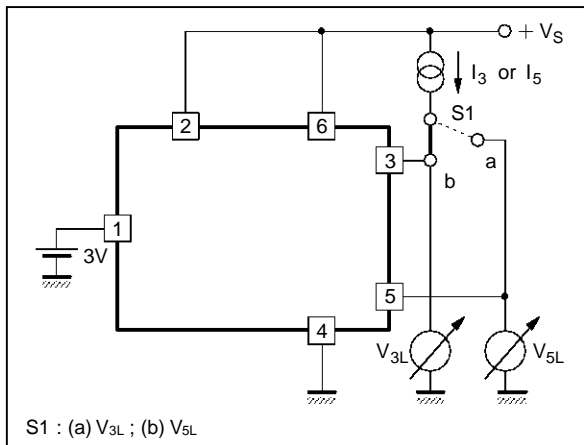 + VS
I3 or I5
S1
2
6
3
a
b
1
3V
5
4
V3L
V5L
S1 : (a) V3L ; (b) V5L